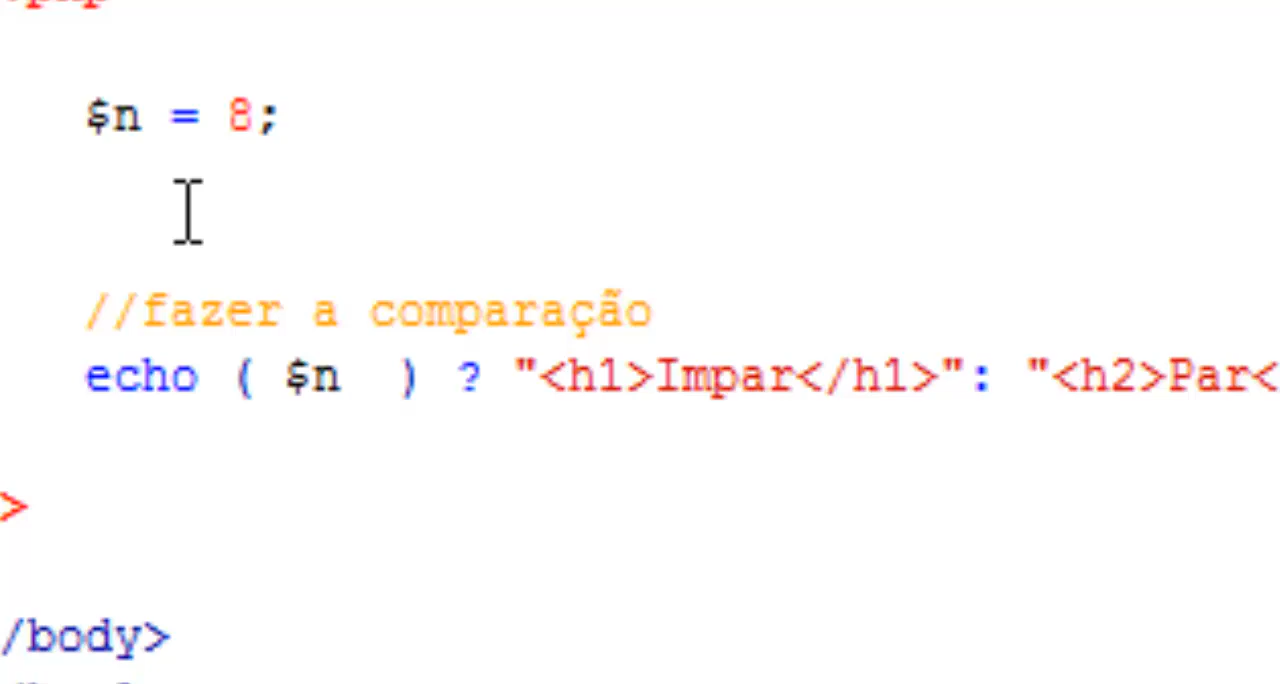 $n = 8;
//fazer a comparação
echo ( $n  ) ? "<h1>Impar</h1>": "<h2>Par<
>
/body>